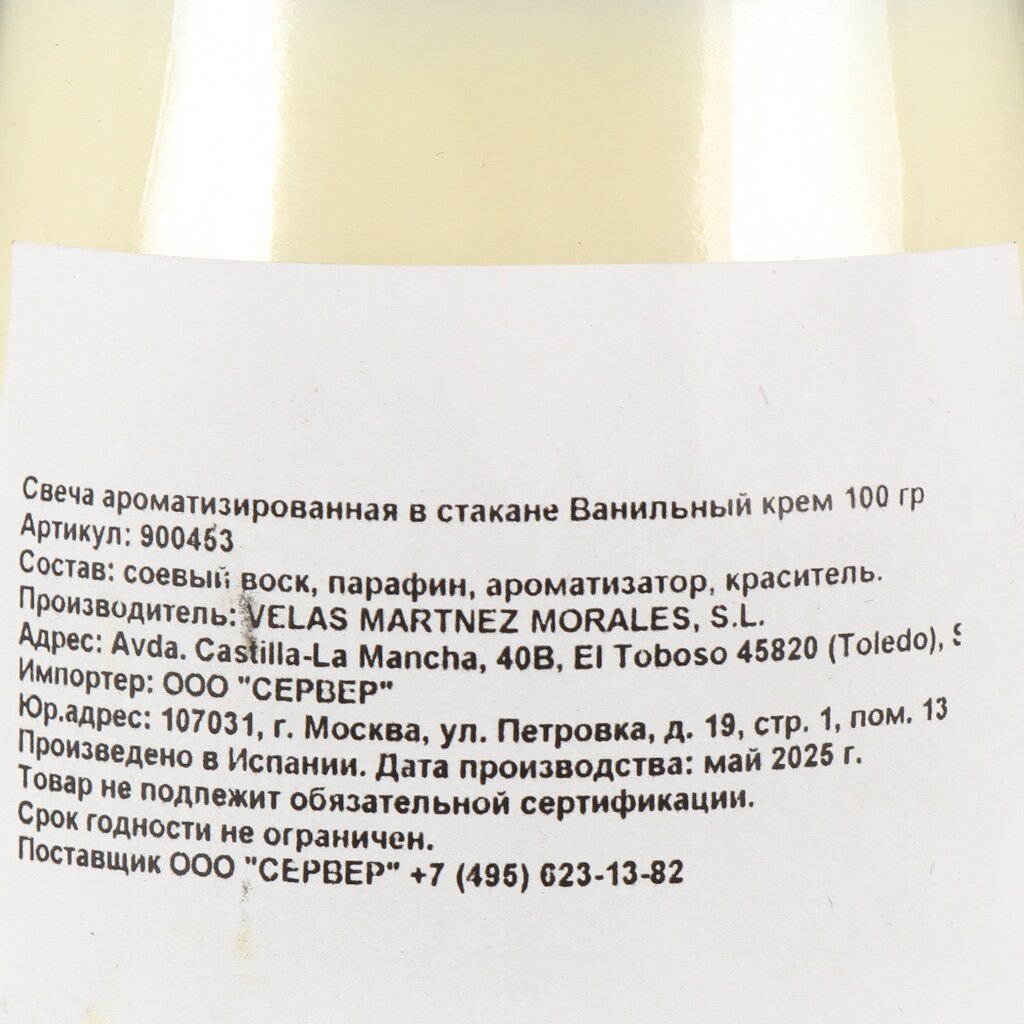 Свеча ароматизированная в стакане Ванильный крем 100 гр
Артикул: 900453
Состав: соевый воск, парафин, ароматизатор, краситель.
Производитель: VELAS MARTNEZ MORALES, S.L.
Адрес: Avda. Castilla-La Mancha, 40B, El Toboso 45820 (Toledo),
Импортер: ООО "СЕРВЕР"
Юр.адрес: 107031, г. Москва, ул. Петровка, д. 19, стр. 1, пом. 13
Произведено в Испании. Дата производства: май 2025 г.
Товар не подлежит обязательной сертификации.
Срок годности не ограничен.
Поставщик ООО "СЕРВЕР" +7 (495) 623-13-82